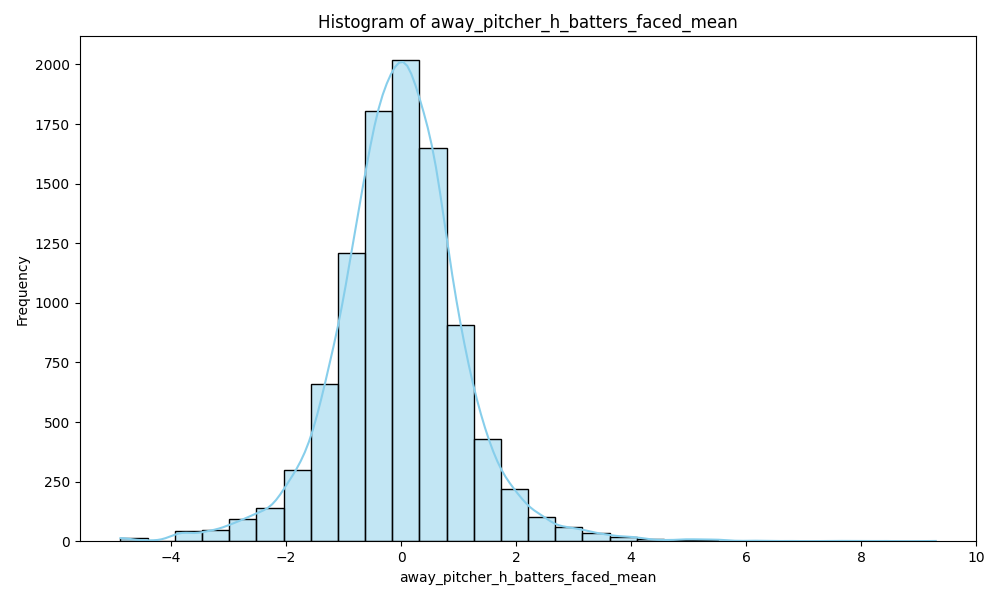 Histogram of away_pitcher_h_batters_faced_mean
Frequency
2000
1750
1500
1250
1000
750
500
250
0
−4 −2 0 2 4 6 8 10
away_pitcher_h_batters_faced_mean